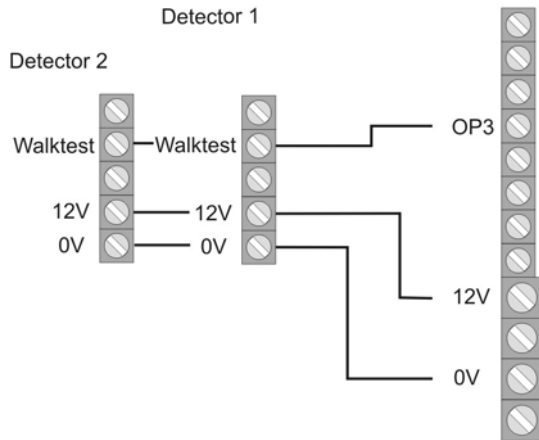 Detector 1
Detector 2
Walktest Walktest OP3
12V 12V
0V 0V
12V
0V